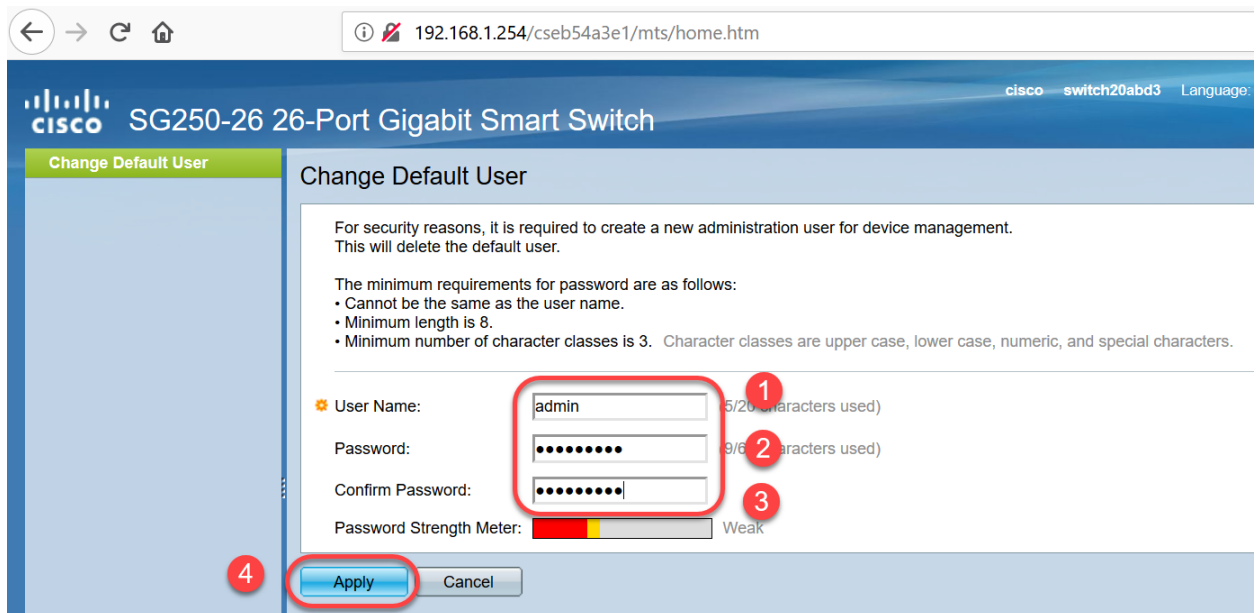 192.168.1.254/cseb54a3e1/mts/home.htm
cisco switch20abd3 Language:
CISCO SG250-26 26-Port Gigabit Smart Switch
Change Default User
Change Default User
For security reasons, it is required to create a new administration user for device management.
This will delete the default user.
The minimum requirements for password are as follows:
• Cannot be the same as the user name.
• Minimum length is 8.
• Minimum number of character classes is 3. Character classes are upper case, lower case, numeric, and special characters.
1
User Name: admin (5/20 characters used)
Password: ●●●●●●●●● (9/6 2 aracters used)
Confirm Password: ●●●●●●●●●
3
Password Strength Meter: Weak
4 Apply Cancel